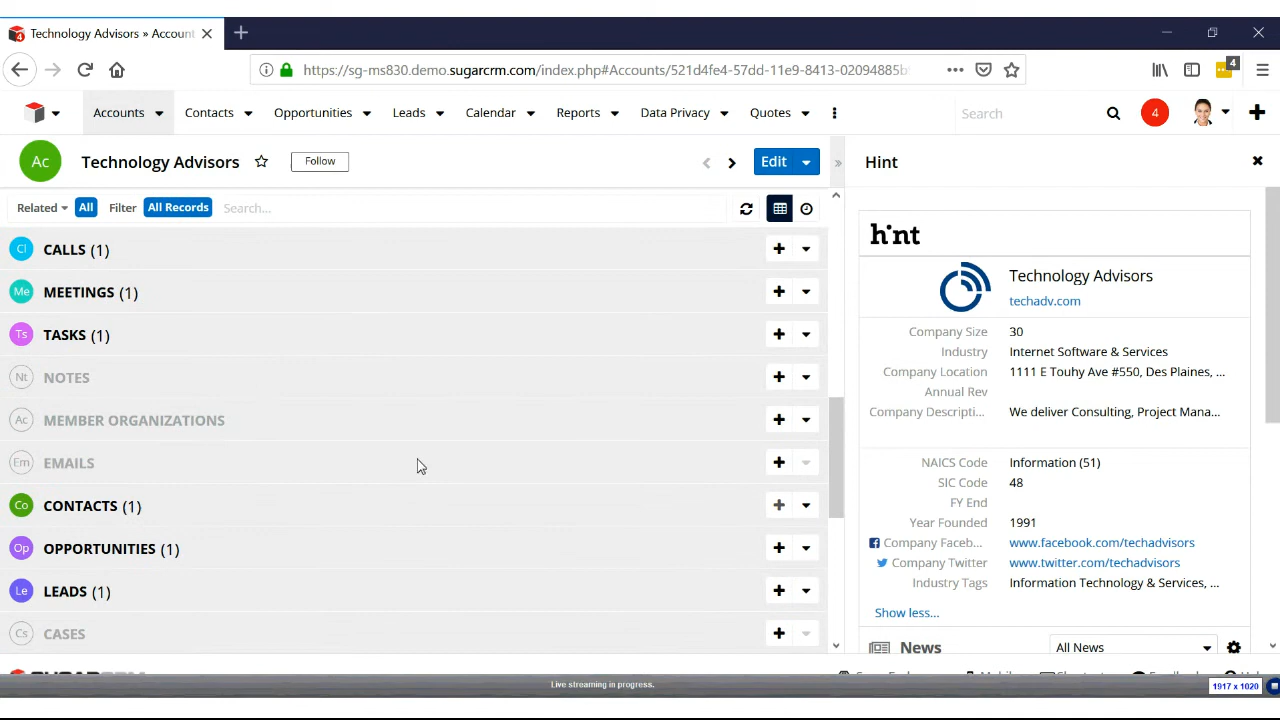 4 Technology Advisors » Account
https://sg-ms830.demo.sugarcrm.com/index.php#Accounts/521d4fe4-57dd-11e9-8413-02094885b
4
Accounts Contacts Opportunities Leads Calendar Reports Data Privacy Quotes Search 4
Ac Technology Advisors Follow Edit Hint
Related All Filter All Records Search...
Cl CALLS (1)
Me MEETINGS (1)
Ts TASKS (1)
Nt NOTES
Ac MEMBER ORGANIZATIONS
Em EMAILS
Co CONTACTS (1)
Op OPPORTUNITIES (1)
Le LEADS (1)
Cs CASES
hint
Technology Advisors
techadv.com
Company Size 30
Industry Internet Software & Services
Company Location 1111 E Touhy Ave #550, Des Plaines, ...
Annual Rev
Company Descripti... We deliver Consulting, Project Mana...
NAICS Code Information (51)
SIC Code 48
FY End
Year Founded 1991
Company Faceb... www.facebook.com/techadvisors
Company Twitter www.twitter.com/techadvisors
Industry Tags Information Technology & Services, ...
Show less...
News All News
Live streaming in progress.
1917 x 1020